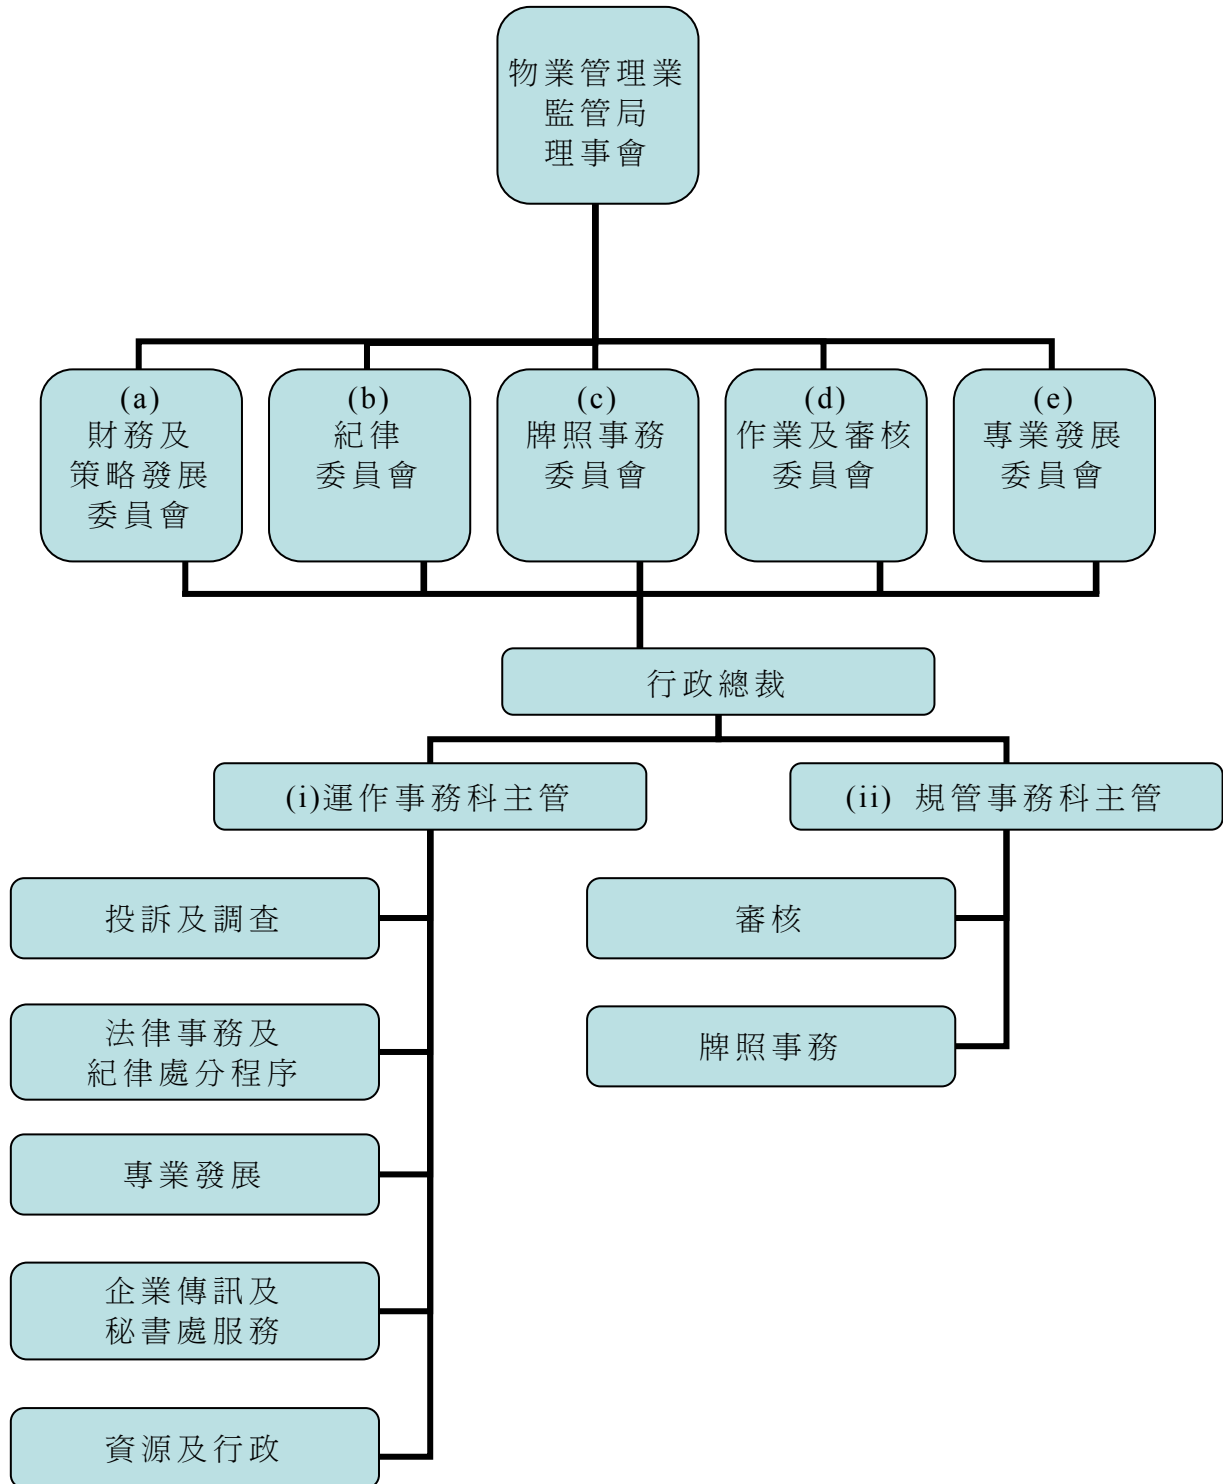 物業管理業
監管局
理事會
(a)
財務及
策略發展
委員會
(b)
紀律
委員會
(c)
牌照事務
委員會
(d)
作業及審核
委員會
(e)
專業發展
委員會
行政總裁
(i)運作事務科主管
(ii) 規管事務科主管
投訴及調查
法律事務及
紀律處分程序
專業發展
企業傳訊及
秘書處服務
資源及行政
審核
牌照事務